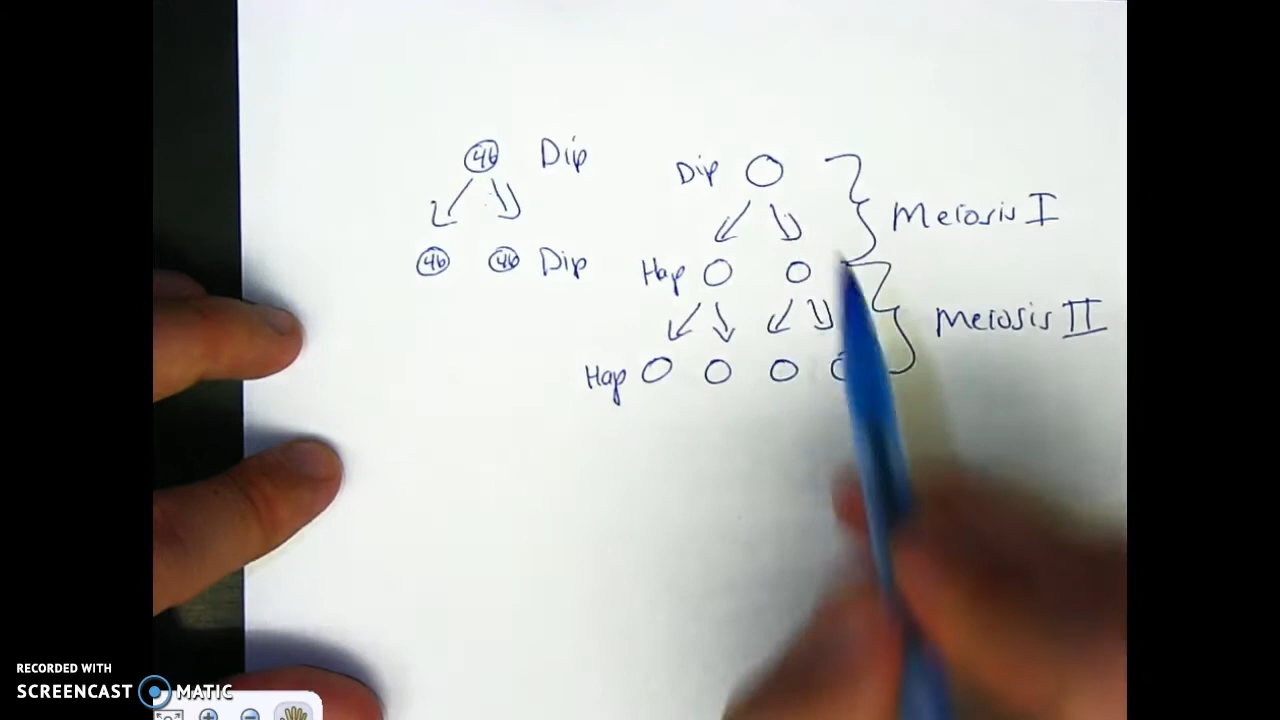 46 Dip
46 46 Dip
Dip
Meiosis I
Hap
Meiosis II
Hap
RECORDED WITH
SCREENCAST MATIC